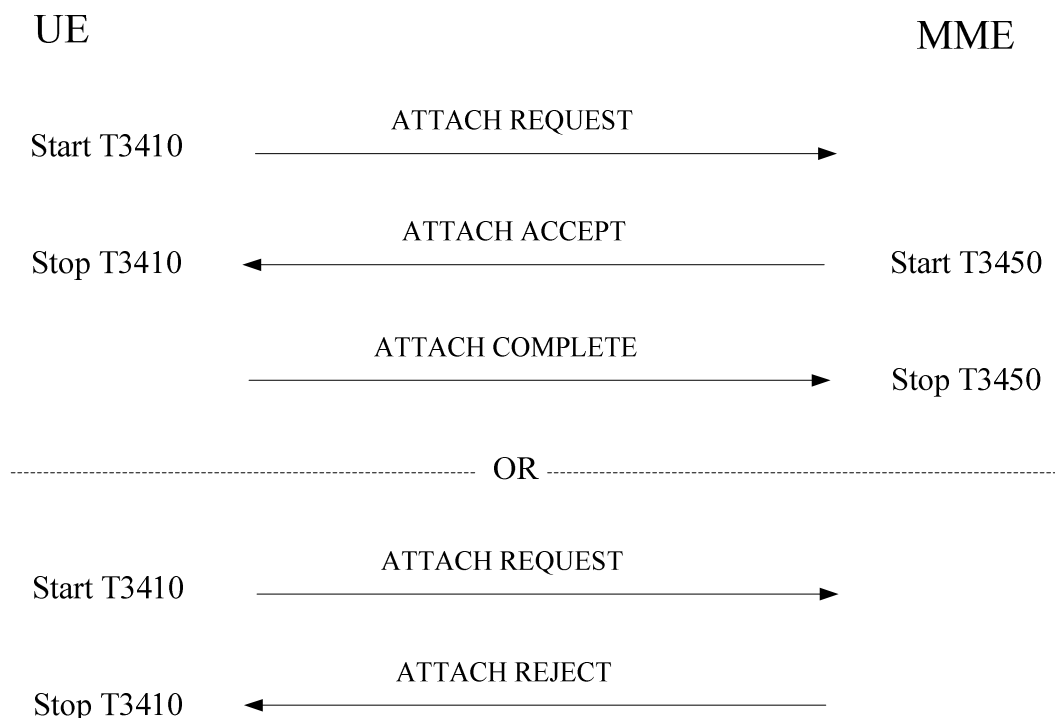 UE
MME
ATTACH REQUEST
Start T3410
ATTACH ACCEPT
Stop T3410
Start T3450
ATTACH COMPLETE
Stop T3450
OR
ATTACH REQUEST
Start T3410
ATTACH REJECT
Stop T3410